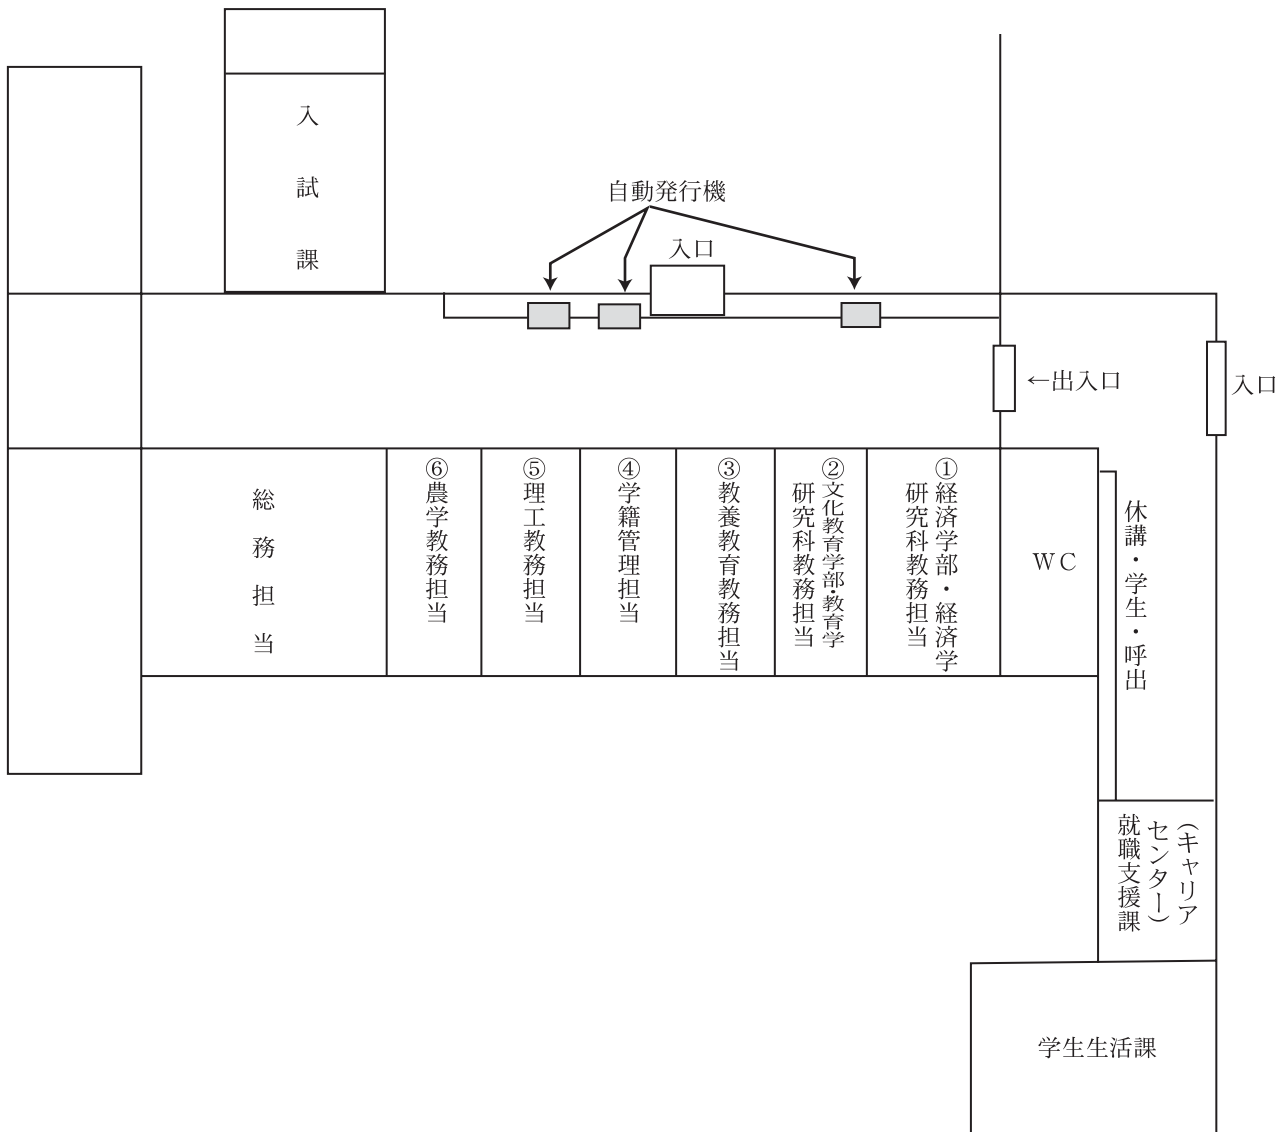 入試課
自動発行機
入口
←出入口
入口
①経済学部・経済学
研究科教務担当
②文化教育学部・教育学
研究科教務担当
③教養教育教務担当
④学籍管理担当
⑤理工教務担当
⑥農学教務担当
総務担当
WC
休講・学生・呼出
(キャリア
センター)
就職支援課
学生生活課